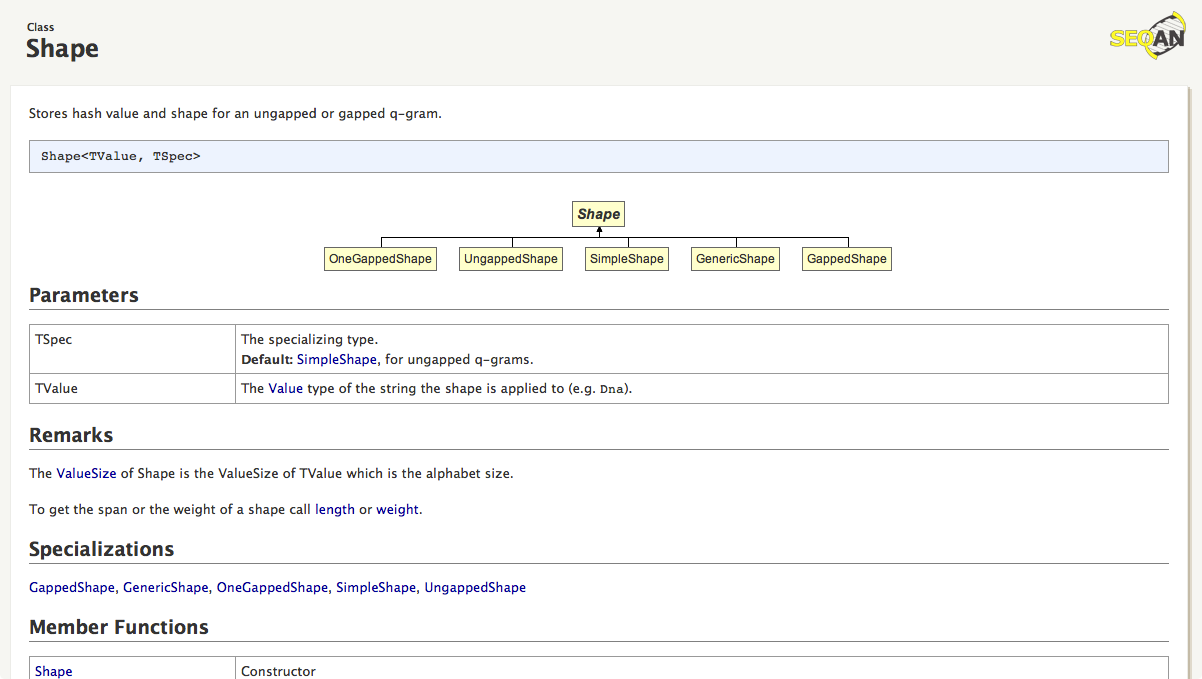 Class
Shape
SEQAN
Stores hash value and shape for an ungapped or gapped q-gram.
Shape<TValue, TSpec>
Shape
OneGappedShape UngappedShape SimpleShape GenericShape GappedShape
Parameters
TSpec The specializing type.
Default: SimpleShape, for ungapped q-grams.
TValue The Value type of the string the shape is applied to (e.g. Dna).
Remarks
The ValueSize of Shape is the ValueSize of TValue which is the alphabet size.
To get the span or the weight of a shape call length or weight.
Specializations
GappedShape, GenericShape, OneGappedShape, SimpleShape, UngappedShape
Member Functions
Shape Constructor